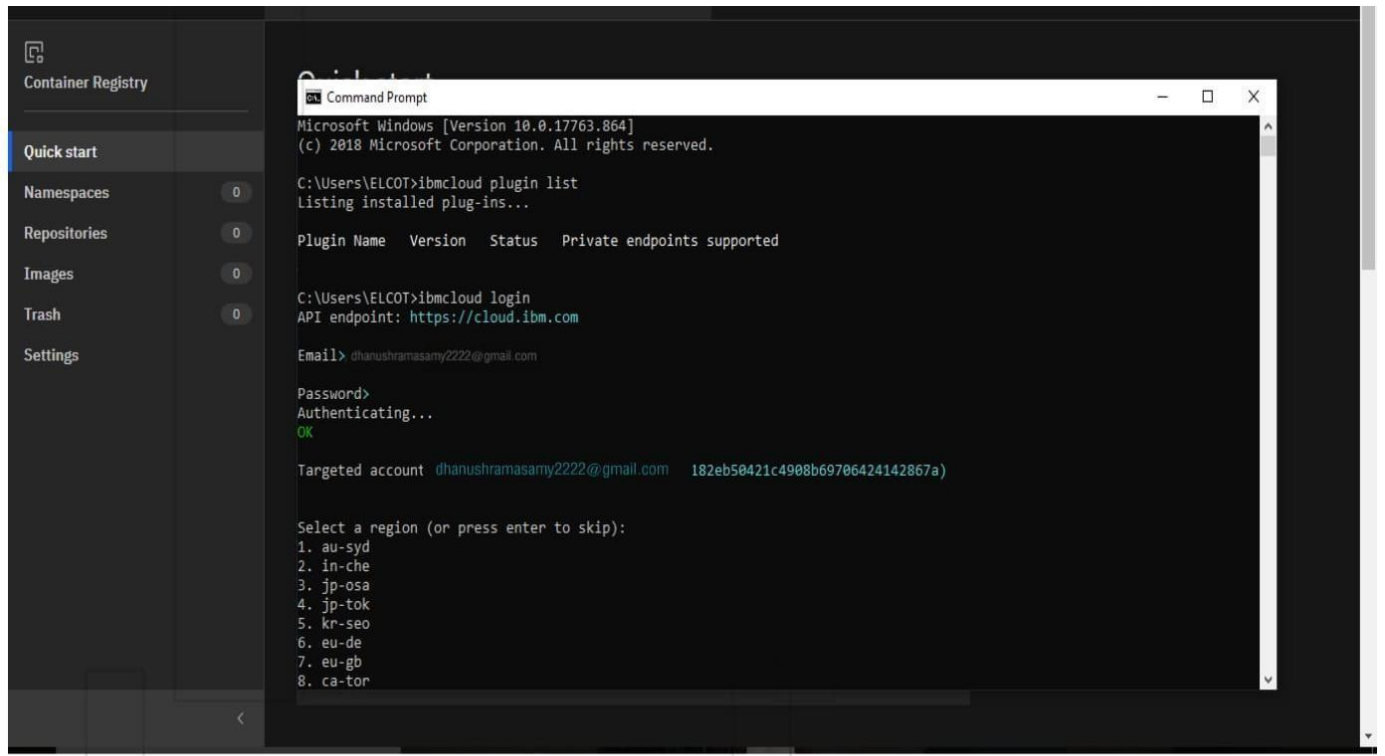 Container Registry
Quick start
Namespaces 0
Repositories 0
Images 0
Trash 0
Settings
Quick start
Command Prompt
Microsoft Windows [Version 10.0.17763.864]
(c) 2018 Microsoft Corporation. All rights reserved.
C:\Users\ELCOT>ibmcloud plugin list
Listing installed plug-ins...
Plugin Name Version Status Private endpoints supported
C:\Users\ELCOT>ibmcloud login
API endpoint: https://cloud.ibm.com
Email> dhanushramasamy2222@gmail.com
Password>
Authenticating...
OK
Targeted account dhanushramasamy2222@gmail.com 182eb50421c4908b69706424142867a)
Select a region (or press enter to skip):
1. au-syd
2. in-che
3. jp-osa
4. jp-tok
5. kr-seo
6. eu-de
7. eu-gb
8. ca-tor